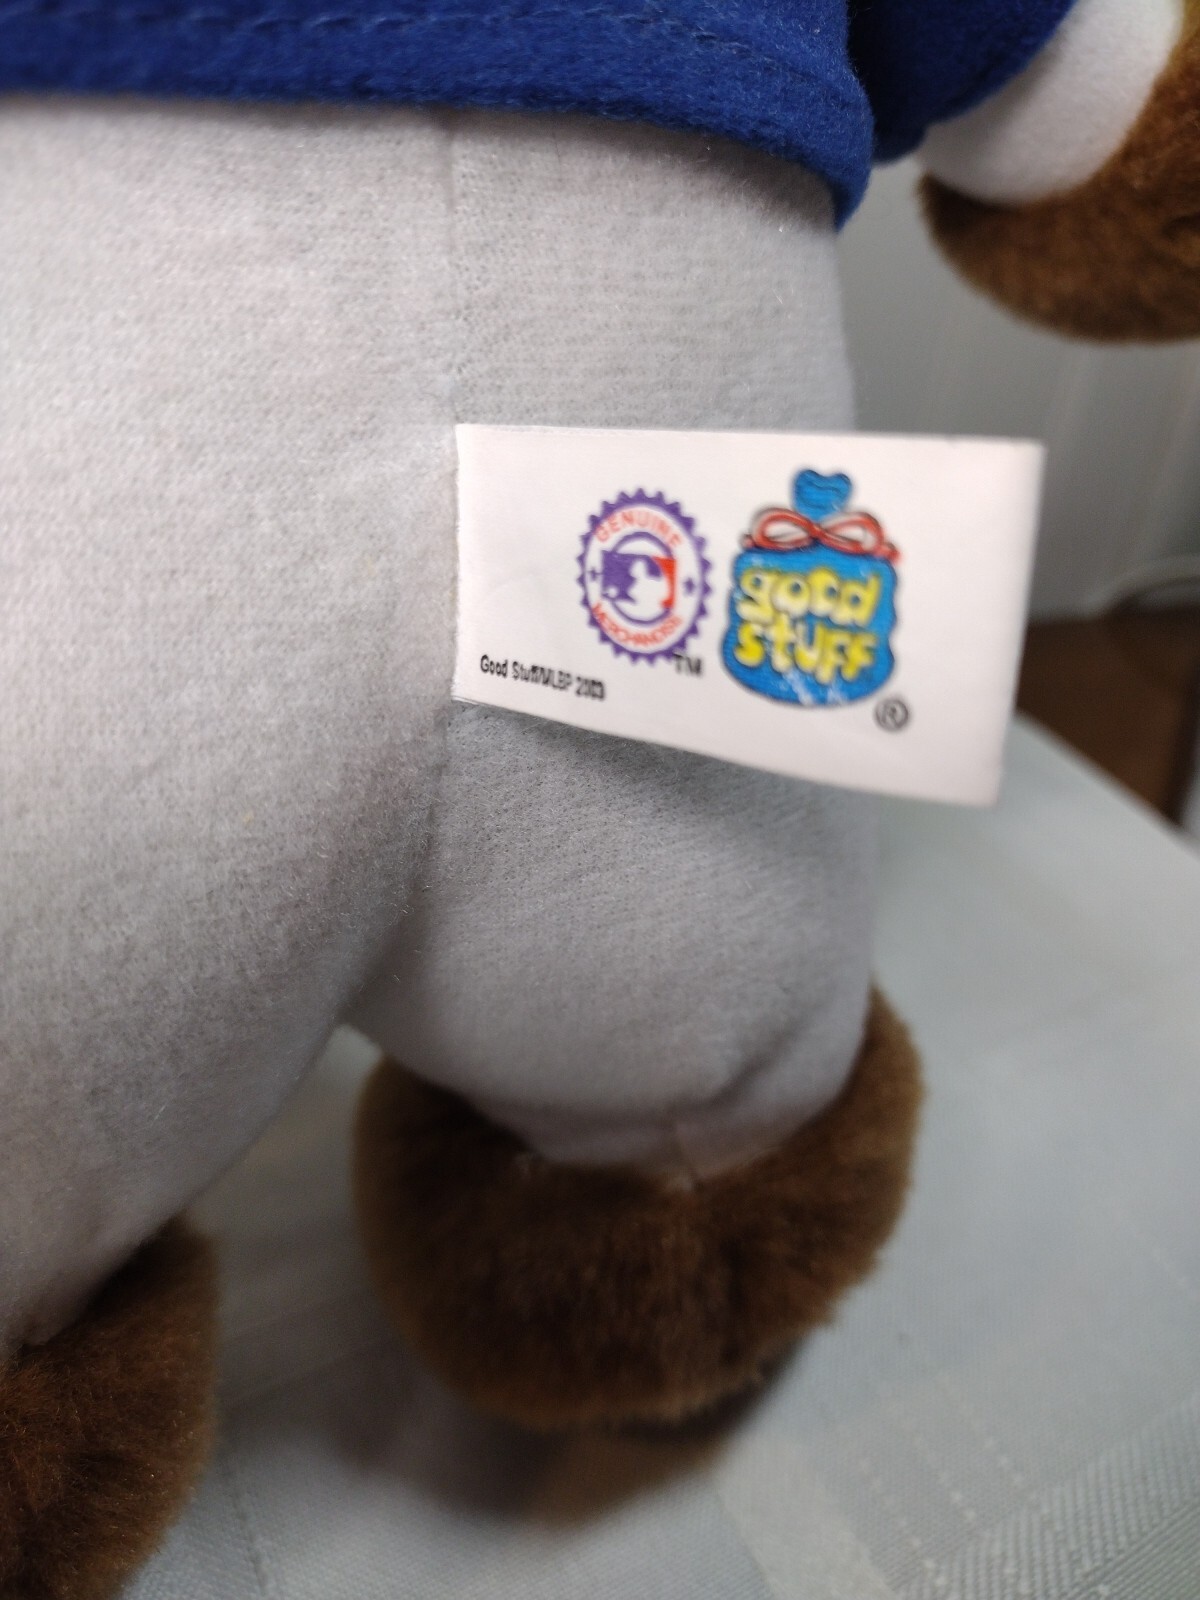 GENUINE
MERCHANDISE
TM
good
stuff
®
Good Stuff/MLBP 2003